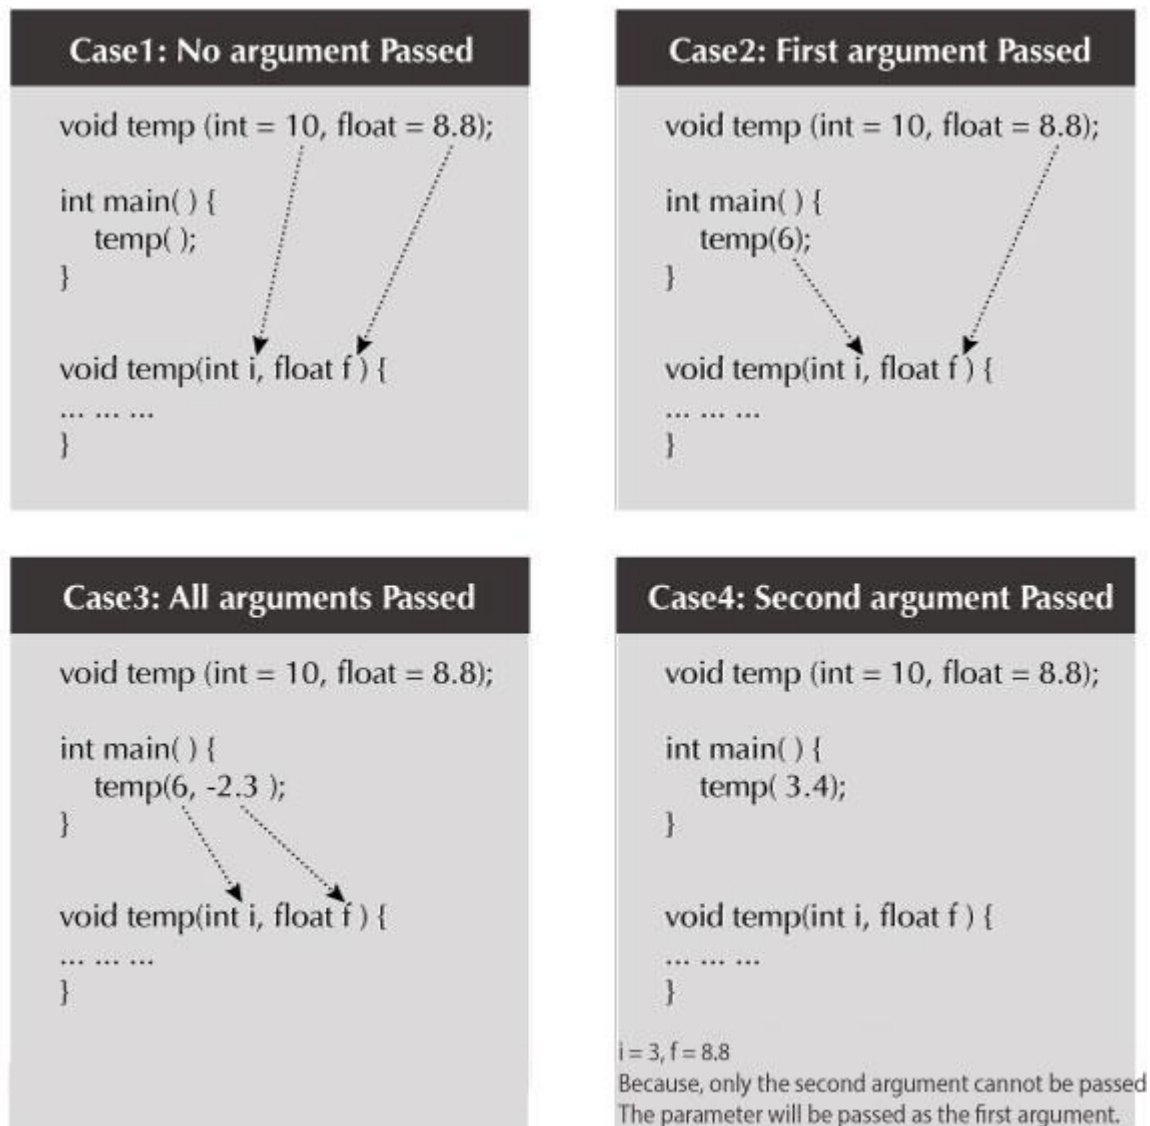 Case1: No argument Passed
void temp (int = 10, float = 8.8);
int main( ) {
temp( );
}
void temp(int i, float f ) {
... ... ...
}
Case2: First argument Passed
void temp (int = 10, float = 8.8);
int main( ) {
temp(6);
}
void temp(int i, float f ) {
... ... ...
}
Case3: All arguments Passed
void temp (int = 10, float = 8.8);
int main( ) {
temp(6, -2.3 );
}
void temp(int i, float f ) {
... ... ...
}
Case4: Second argument Passed
void temp (int = 10, float = 8.8);
int main( ) {
temp( 3.4);
}
void temp(int i, float f ) {
... ... ...
}
i = 3, f = 8.8
Because, only the second argument cannot be passed
The parameter will be passed as the first argument.